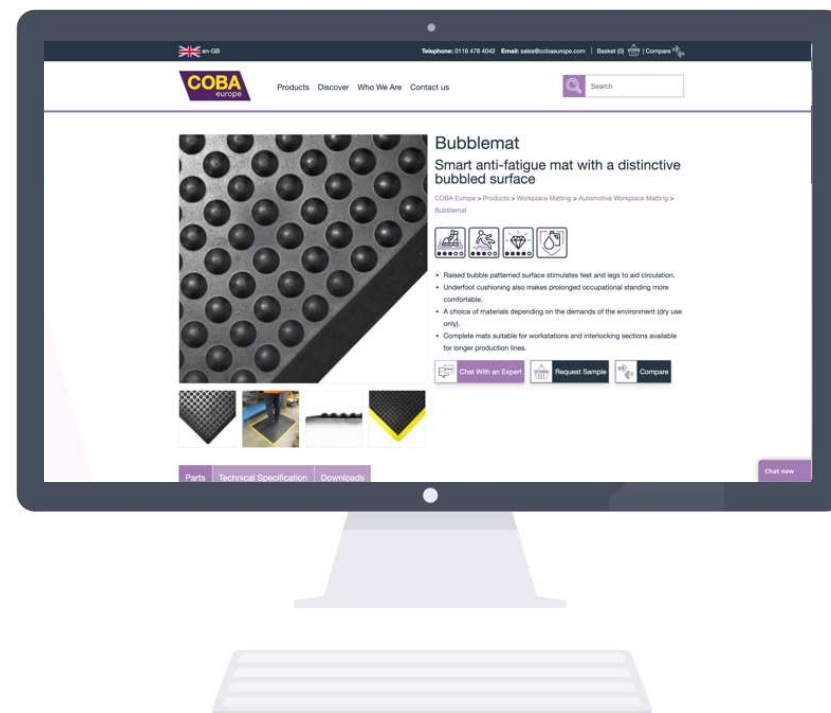 en-GB
Telephone: 0116 478 4042 Email: sales@cobaeurope.com | Basket (0) | Compare
COBA
europe
Products Discover Who We Are Contact us
Search
Bubblemat
Smart anti-fatigue mat with a distinctive
bubbled surface
COBA Europe > Products > Workplace Matting > Automotive Workplace Matting >
Bubblemat
• Raised bubble patterned surface stimulates feet and legs to aid circulation.
• Underfoot cushioning also makes prolonged occupational standing more
comfortable.
• A choice of materials depending on the demands of the environment (dry use
only).
• Complete mats suitable for workstations and interlocking sections available
for longer production lines.
Chat With an Expert Request Sample Compare
Parts Technical Specification Downloads
Chat now